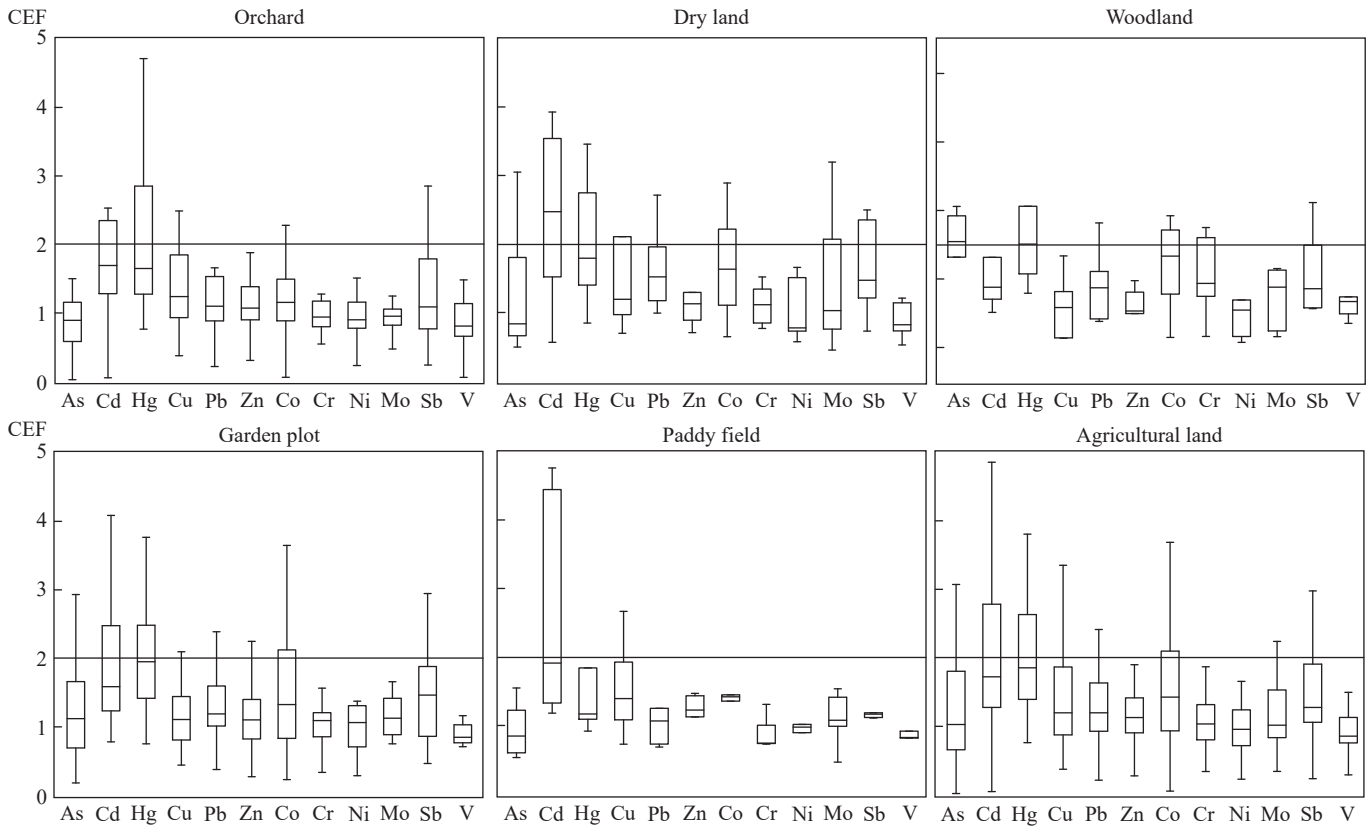 CEF
Orchard
Dry land
Woodland
5
4
3
2
1
0
As Cd Hg Cu Pb Zn Co Cr Ni Mo Sb V
As Cd Hg Cu Pb Zn Co Cr Ni Mo Sb V
As Cd Hg Cu Pb Zn Co Cr Ni Mo Sb V
CEF
Garden plot
Paddy field
Agricultural land
5
4
3
2
1
0
As Cd Hg Cu Pb Zn Co Cr Ni Mo Sb V
As Cd Hg Cu Pb Zn Co Cr Ni Mo Sb V
As Cd Hg Cu Pb Zn Co Cr Ni Mo Sb V